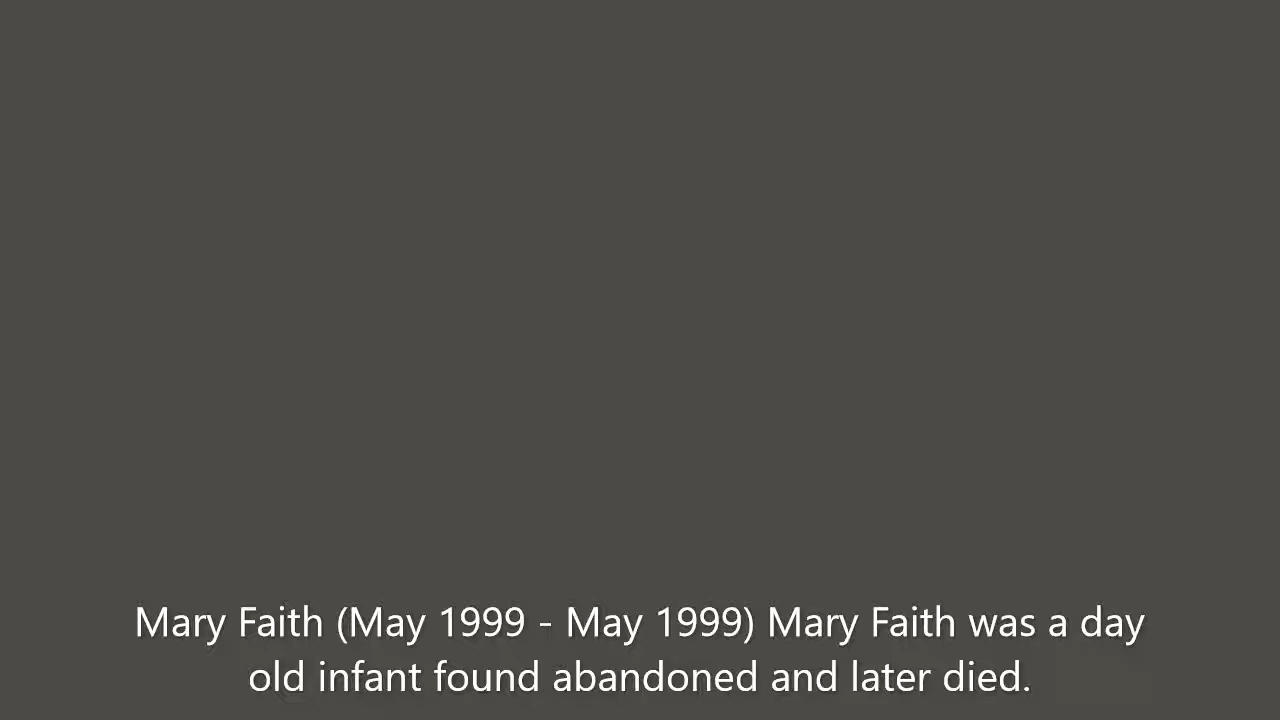 Mary Faith (May 1999 - May 1999) Mary Faith was a day
old infant found abandoned and later died.